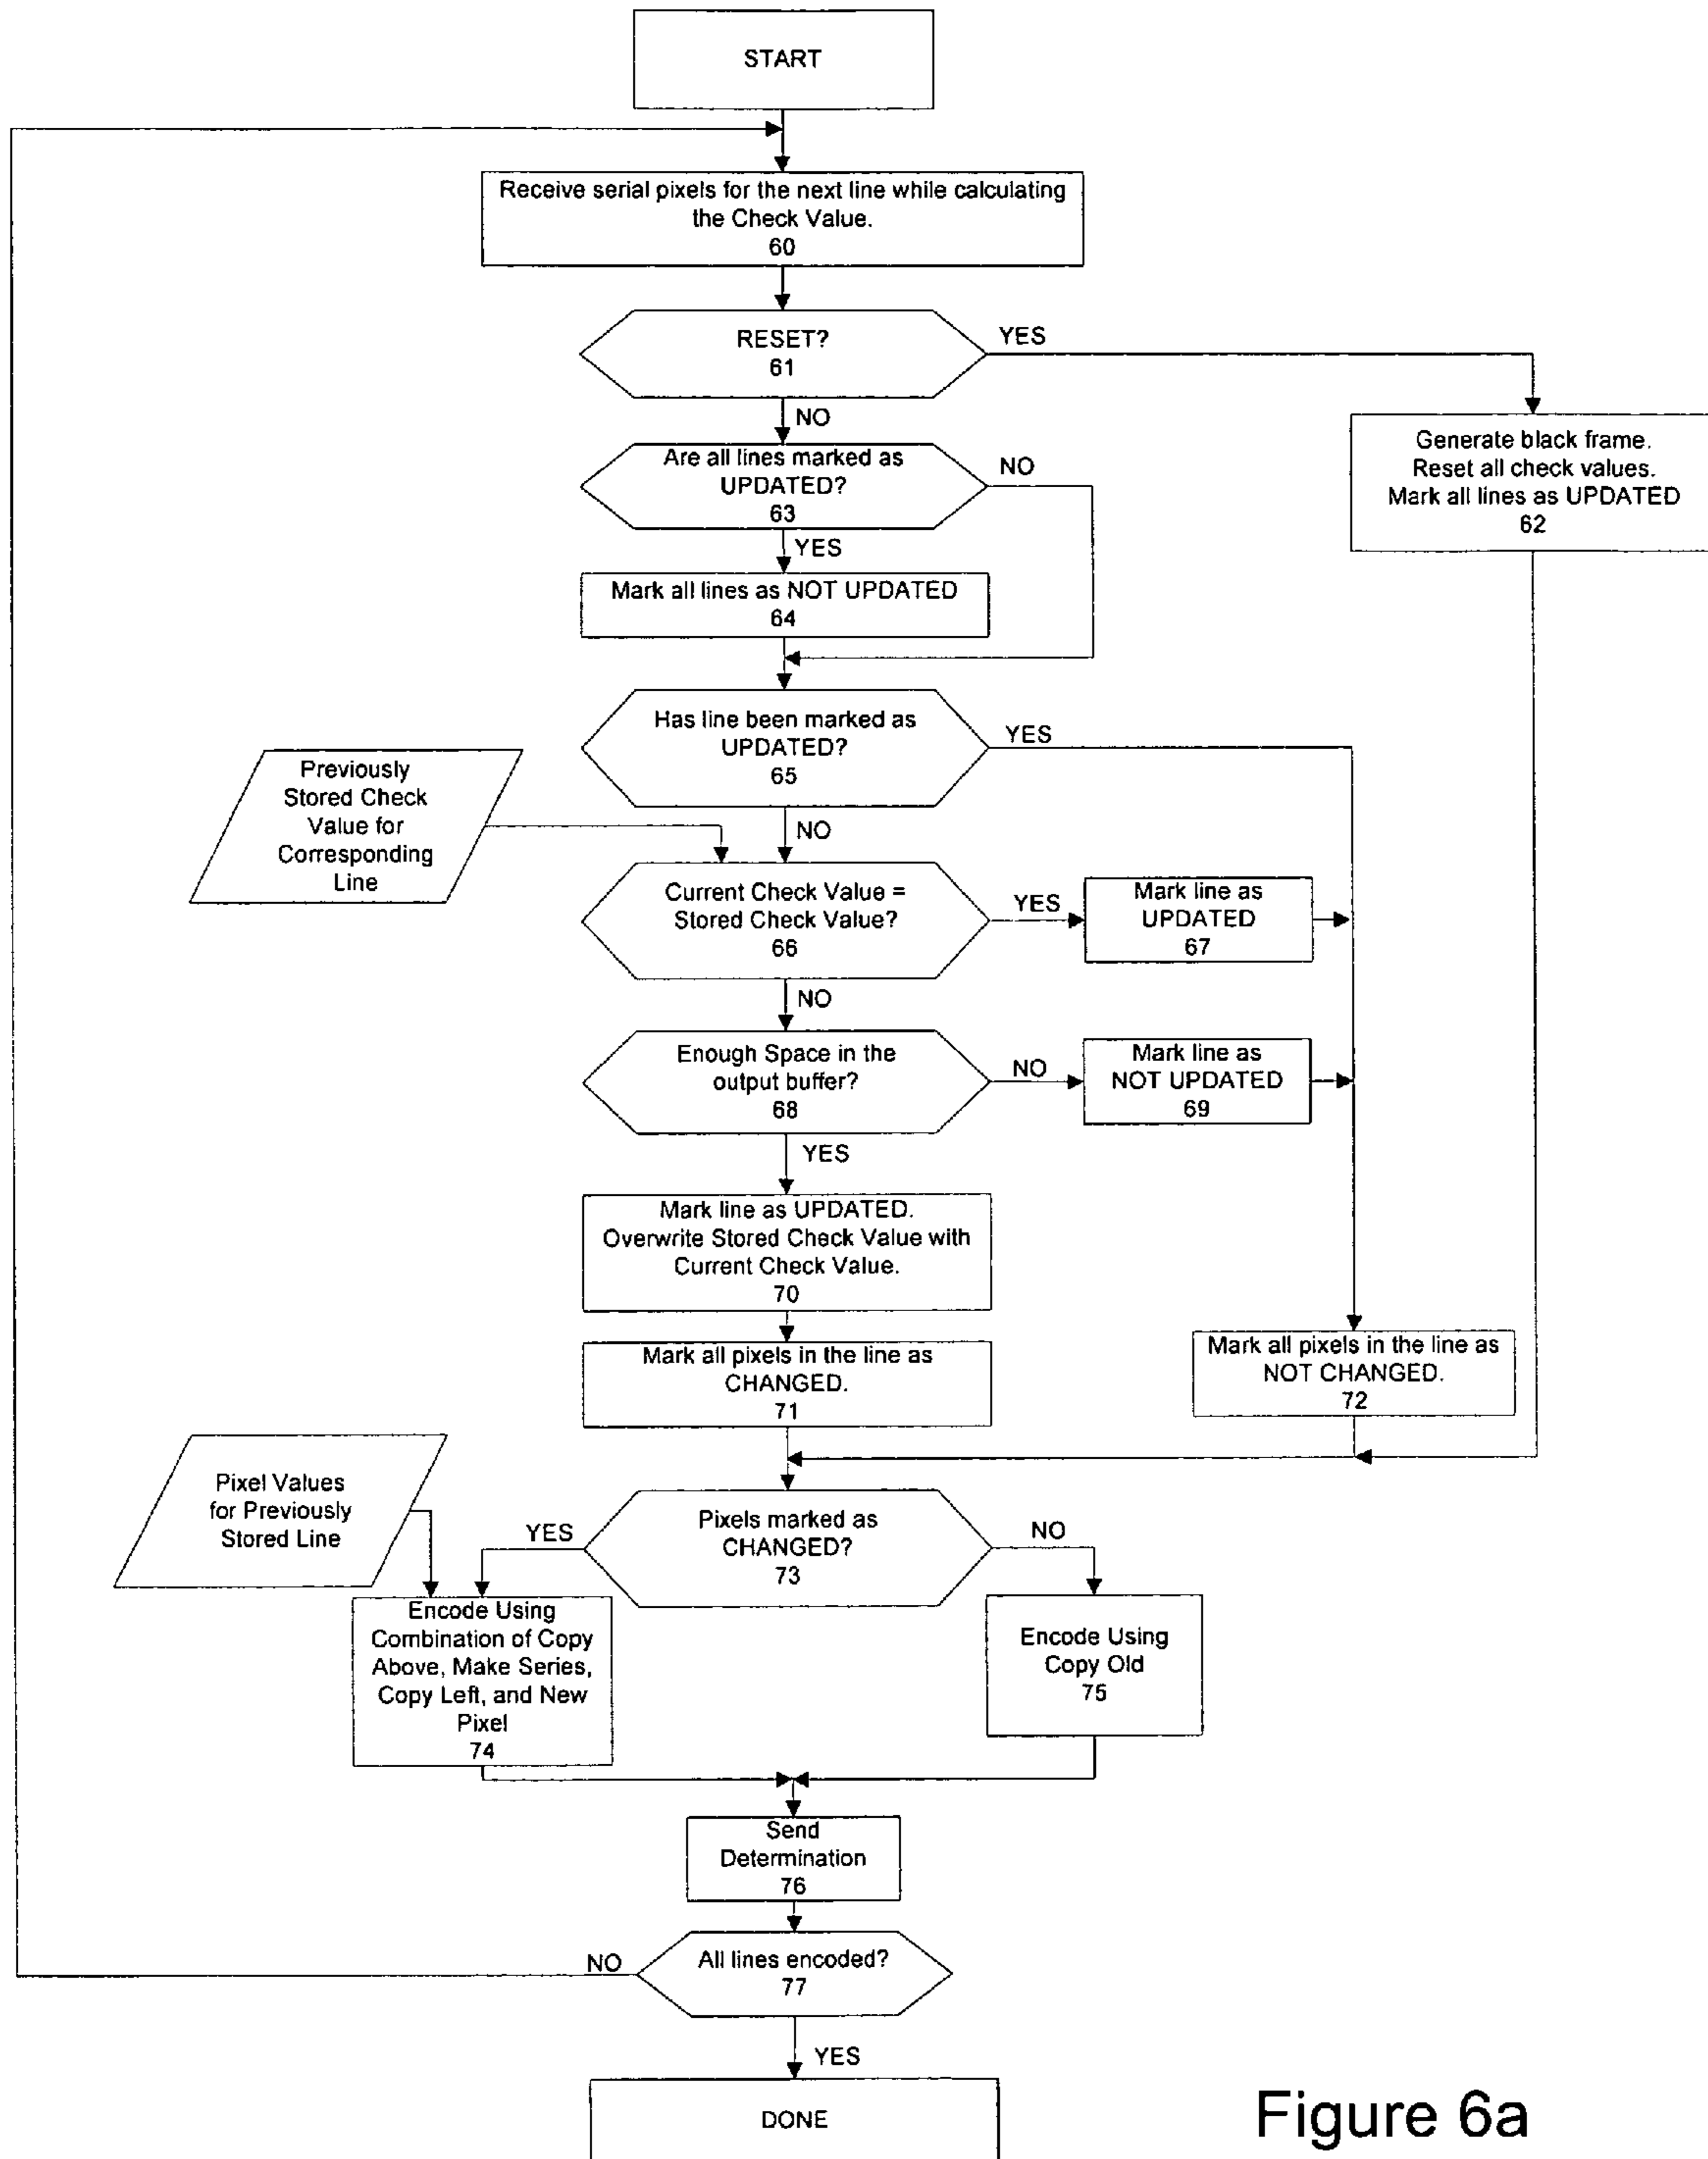 START
Receive serial pixels for the next line while calculating
the Check Value.
60
RESET?
61
YES
NO
Generate black frame.
Reset all check values.
Mark all lines as UPDATED
62
Are all lines marked as
UPDATED?
63
NO
YES
Mark all lines as NOT UPDATED
64
Has line been marked as
UPDATED?
65
YES
NO
Previously
Stored Check
Value for
Corresponding
Line
Current Check Value =
Stored Check Value?
66
YES
Mark line as
UPDATED
67
NO
Enough Space in the
output buffer?
68
NO
Mark line as
NOT UPDATED
69
YES
Mark line as UPDATED.
Overwrite Stored Check Value with
Current Check Value.
70
Mark all pixels in the line as
CHANGED.
71
Mark all pixels in the line as
NOT CHANGED.
72
Pixel Values
for Previously
Stored Line
Pixels marked as
CHANGED?
73
YES
NO
Encode Using
Combination of Copy
Above, Make Series,
Copy Left, and New
Pixel
74
Encode Using
Copy Old
75
Send
Determination
76
All lines encoded?
77
NO
YES
DONE
Figure 6a